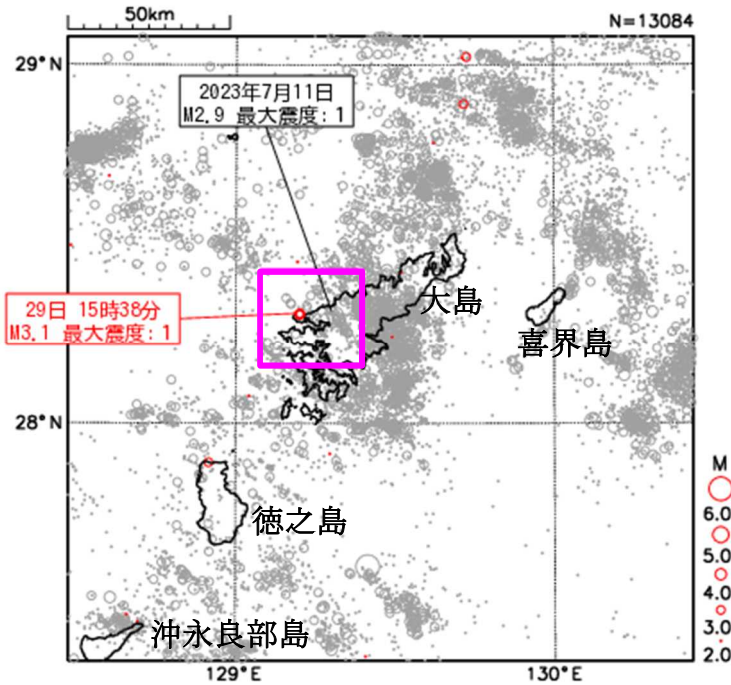 50km
N=13084
29°N
2023年7月11日
M2.9 最大震度:1
29日 15時38分
M3.1 最大震度:1
大島
喜界島
28°N
徳之島
沖永良部島
M
6.0
5.0
4.0
3.0
2.0
129°E
130°E